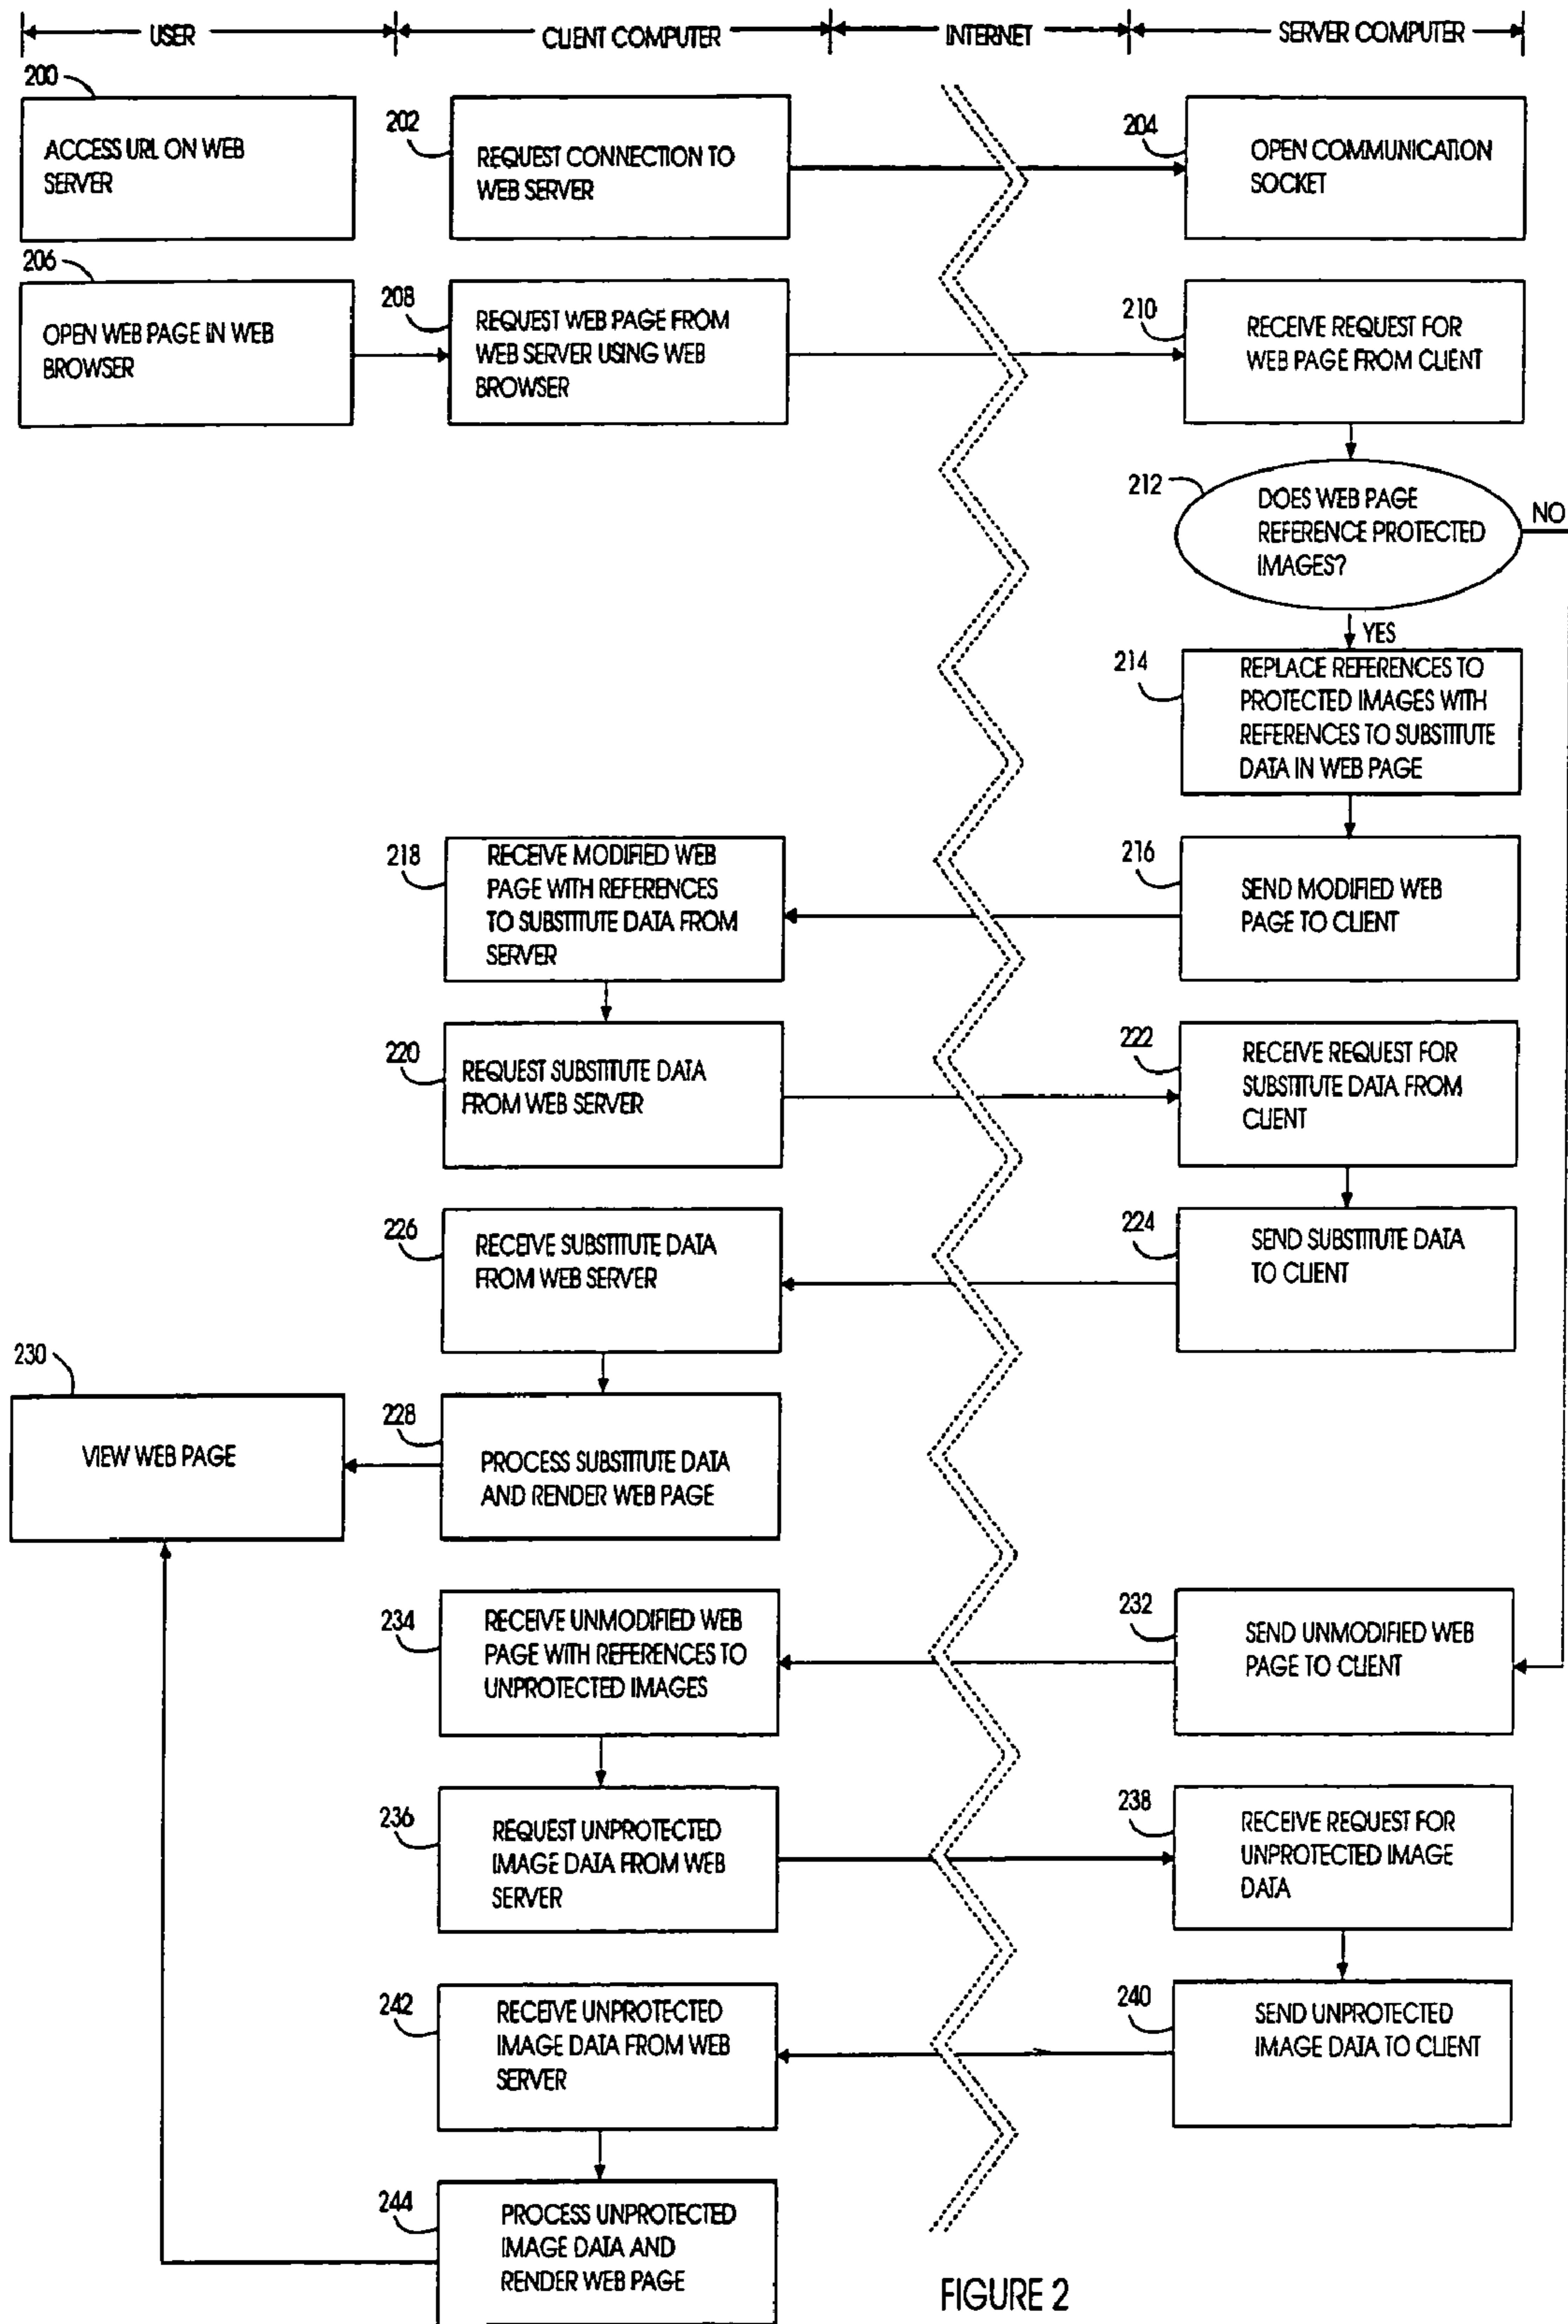 USER
CLIENT COMPUTER
INTERNET
SERVER COMPUTER
200
ACCESS URL ON WEB
SERVER
202
REQUEST CONNECTION TO
WEB SERVER
204
OPEN COMMUNICATION
SOCKET
206
OPEN WEB PAGE IN WEB
BROWSER
208
REQUEST WEB PAGE FROM
WEB SERVER USING WEB
BROWSER
210
RECEIVE REQUEST FOR
WEB PAGE FROM CLIENT
212
DOES WEB PAGE
REFERENCE PROTECTED
IMAGES?
NO
YES
214
REPLACE REFERENCES TO
PROTECTED IMAGES WITH
REFERENCES TO SUBSTITUTE
DATA IN WEB PAGE
216
SEND MODIFIED WEB
PAGE TO CLIENT
218
RECEIVE MODIFIED WEB
PAGE WITH REFERENCES
TO SUBSTITUTE DATA FROM
SERVER
220
REQUEST SUBSTITUTE DATA
FROM WEB SERVER
222
RECEIVE REQUEST FOR
SUBSTITUTE DATA FROM
CLIENT
224
SEND SUBSTITUTE DATA
TO CLIENT
226
RECEIVE SUBSTITUTE DATA
FROM WEB SERVER
228
PROCESS SUBSTITUTE DATA
AND RENDER WEB PAGE
230
VIEW WEB PAGE
232
SEND UNMODIFIED WEB
PAGE TO CLIENT
234
RECEIVE UNMODIFIED WEB
PAGE WITH REFERENCES TO
UNPROTECTED IMAGES
236
REQUEST UNPROTECTED
IMAGE DATA FROM WEB
SERVER
238
RECEIVE REQUEST FOR
UNPROTECTED IMAGE
DATA
240
SEND UNPROTECTED
IMAGE DATA TO CLIENT
242
RECEIVE UNPROTECTED
IMAGE DATA FROM WEB
SERVER
244
PROCESS UNPROTECTED
IMAGE DATA AND
RENDER WEB PAGE
FIGURE 2